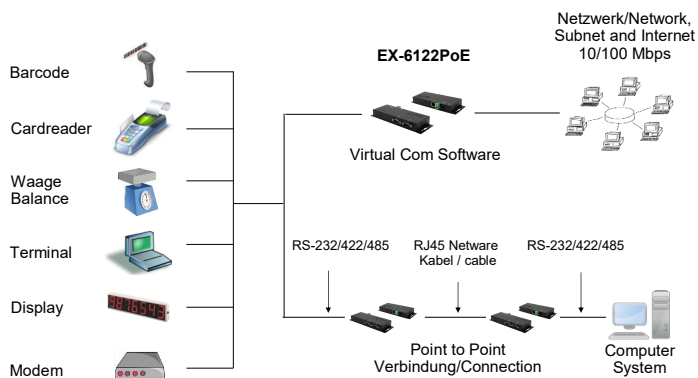 Netzwerk/Network,
Subnet and Internet
10/100 Mbps
EX-6122PoE
Virtual Com Software
Barcode
Cardreader
Waage
Balance
Terminal
Display
9876543
Modem
RS-232/422/485
RJ45 Netware
Kabel / cable
RS-232/422/485
Point to Point
Verbindung/Connection
Computer
System